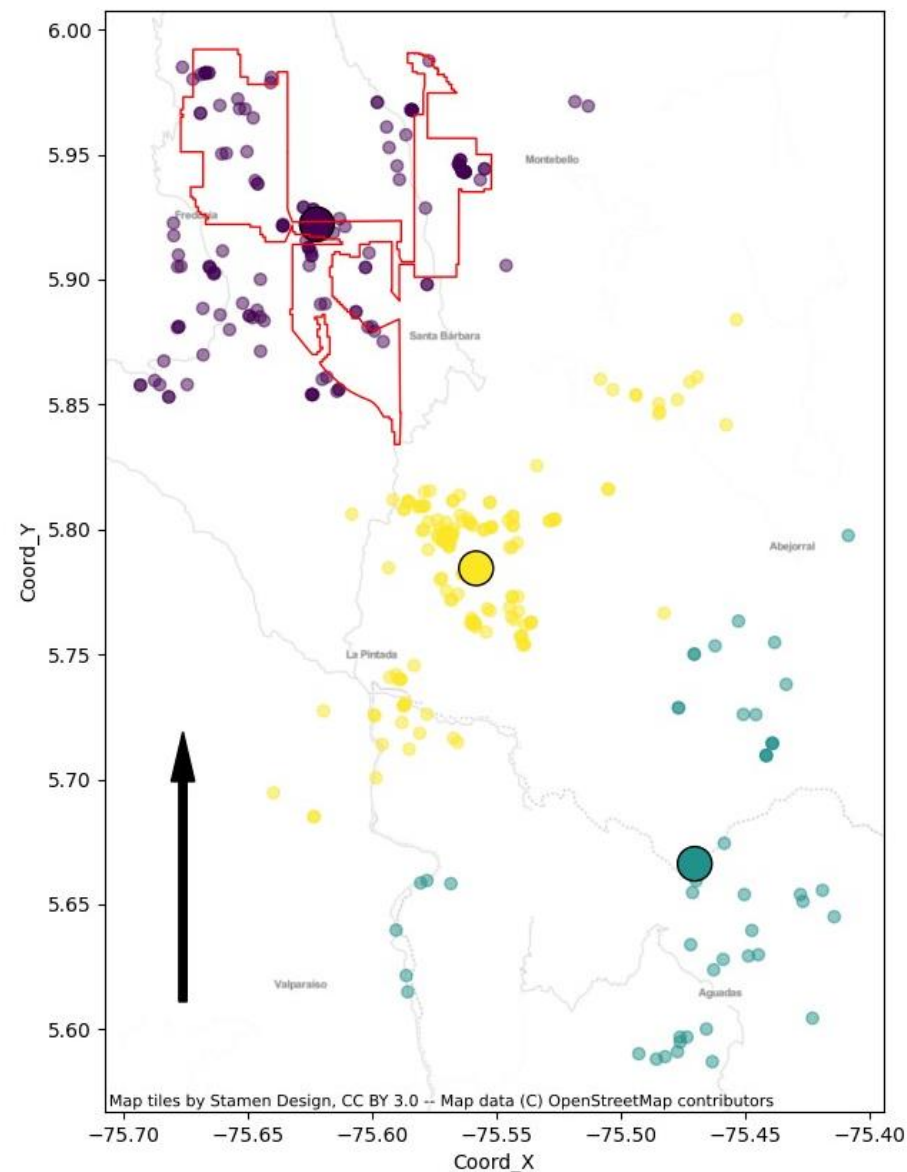 6.00
5.95
5.90
5.85
5.80
5.75
5.70
5.65
5.60
Coord_Y
Montebello
Fredonia
Santa Bárbara
Abejorral
La Pintada
Valparaiso
Aguadas
Map tiles by Stamen Design, CC BY 3.0 -- Map data (C) OpenStreetMap contributors
−75.70 −75.65 −75.60 −75.55 −75.50 −75.45 −75.40
Coord_X